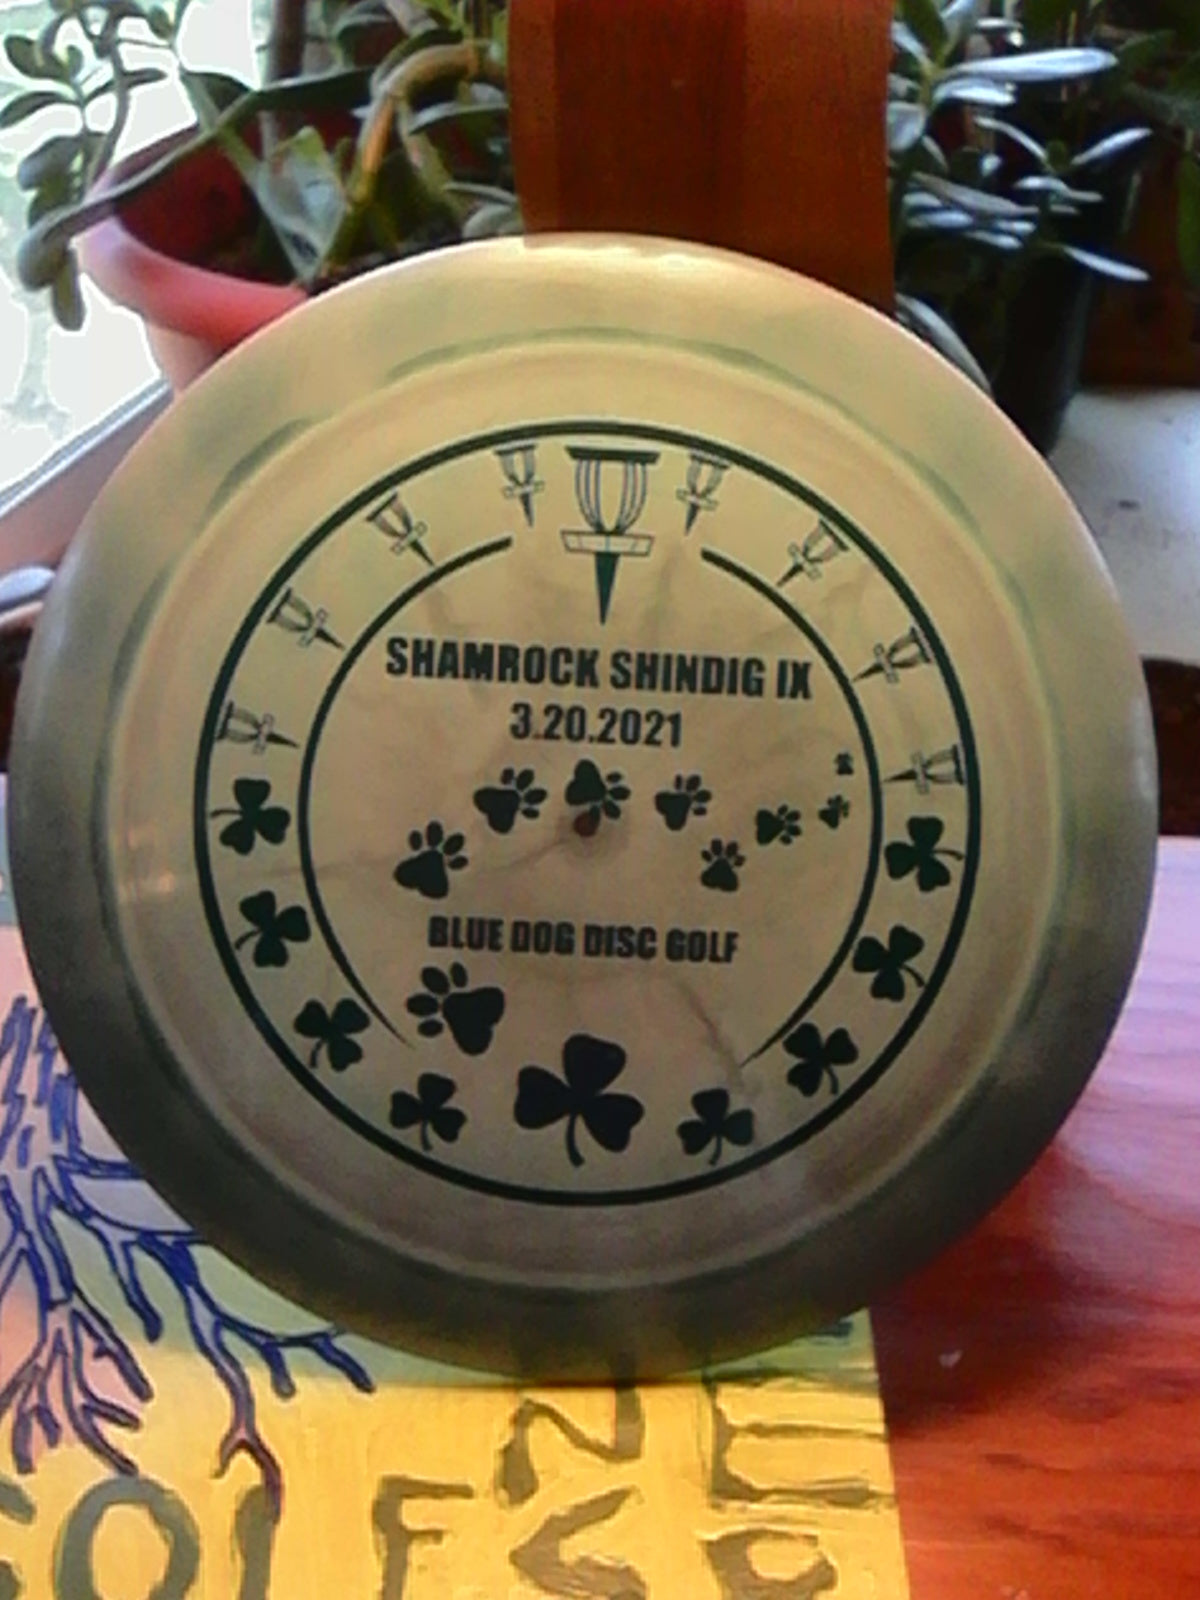 SHAMROCK SHINDIG IX
3.20.2021
BLUE DOG DISC GOLF